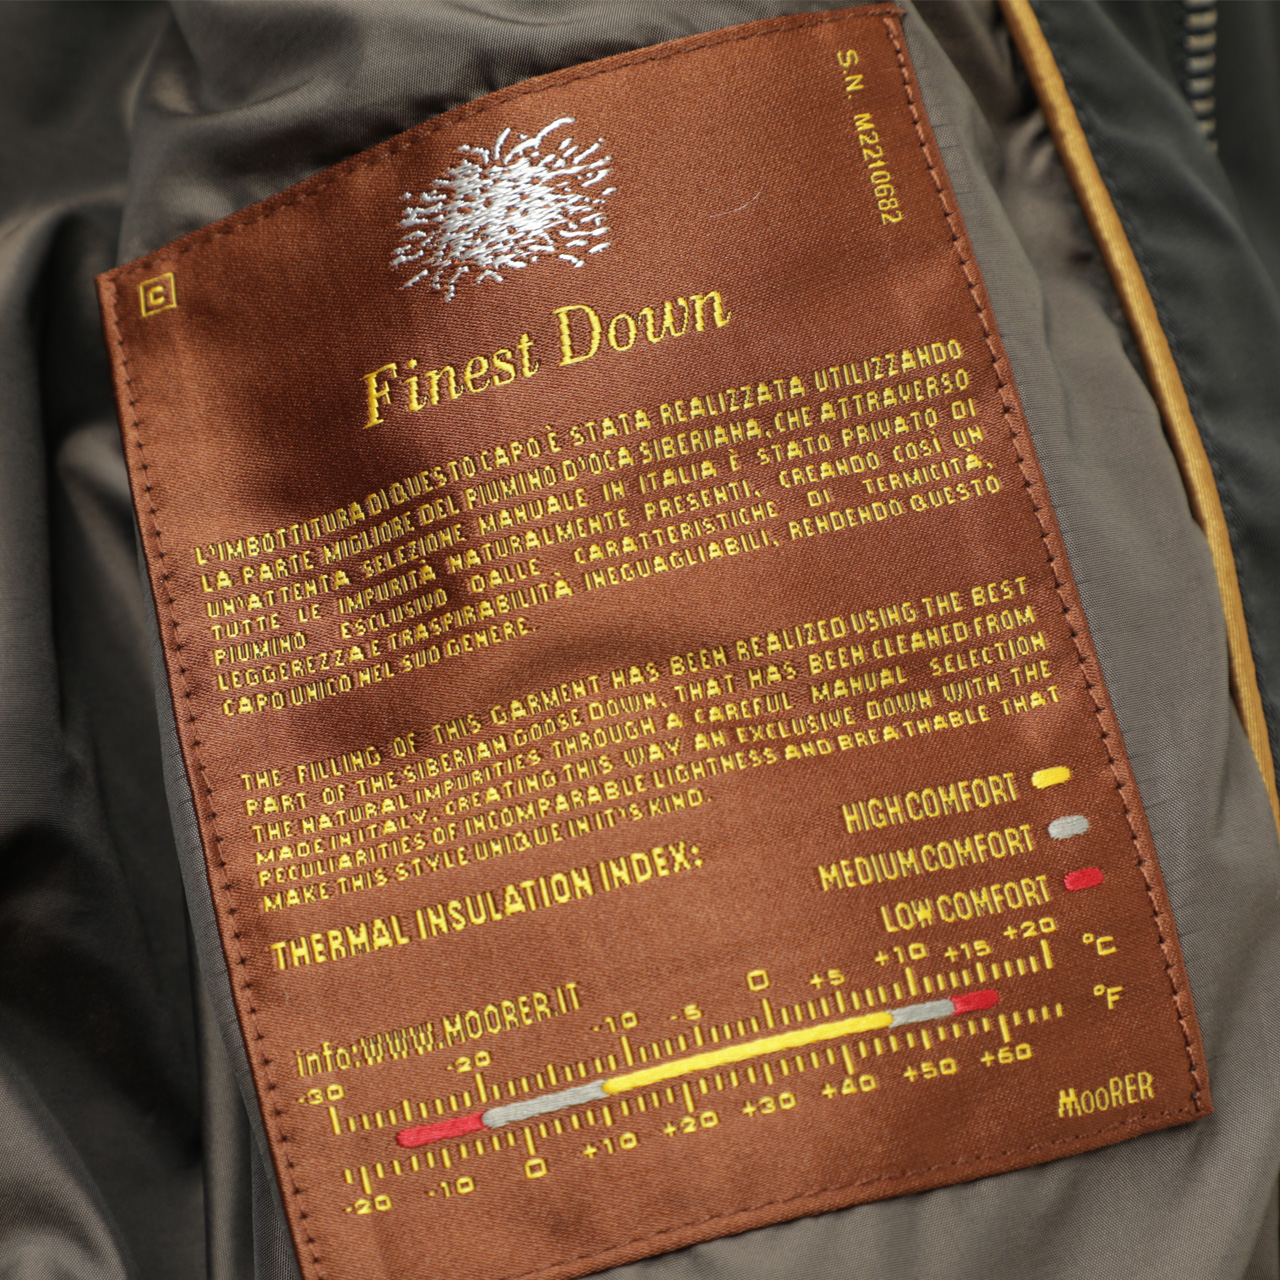 S.N. M2210682
C
Finest Down
L'IMBOTTITURA DI QUESTO CAPO È STATA REALIZZATA UTILIZZANDO
LA PARTE MIGLIORE DEL PIUMINO D'OCA SIBERIANA, CHE ATTRAVERSO
UN'ATTENTA SELEZIONE MANUALE IN ITALIA È STATO PRIVATO DI
TUTTE LE IMPURITÀ NATURALMENTE PRESENTI, CREANDO COSÌ UN
PIUMINO ESCLUSIVO DALLE CARATTERISTICHE DI TERMICITÀ,
LEGGEREZZA E TRASPIRABILITÀ INEGUAGLIABILI, RENDENDO QUESTO
CAPO UNICO NEL SUO GENERE.
THE FILLING OF THIS GARMENT HAS BEEN REALIZED USING THE BEST
PART OF THE SIBERIAN GOOSE DOWN, THAT HAS BEEN CLEANED FROM
THE NATURAL IMPURITIES THROUGH A CAREFUL MANUAL SELECTION
MADE IN ITALY, CREATING THIS WAY AN EXCLUSIVE DOWN WITH THE
PECULIARITIES OF INCOMPARABLE LIGHTNESS AND BREATHABLE THAT
MAKE THIS STYLE UNIQUE IN IT'S KIND.
THERMAL INSULATION INDEX:
HIGH COMFORT
MEDIUM COMFORT
LOW COMFORT
info:WWW.MOORER.IT
-30 -20 -10 -5 0 +5 +10 +15 +20 °C
°F
-20 -10 0 +10 +20 +30 +40 +50 +60
MOORER